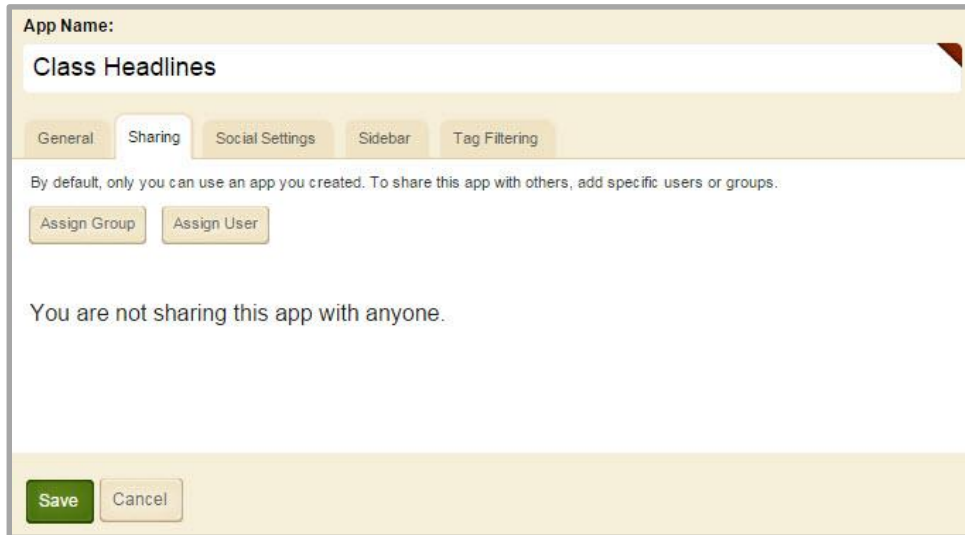 App Name:
Class Headlines
General Sharing Social Settings Sidebar Tag Filtering
By default, only you can use an app you created. To share this app with others, add specific users or groups.
Assign Group Assign User
You are not sharing this app with anyone.
Save Cancel